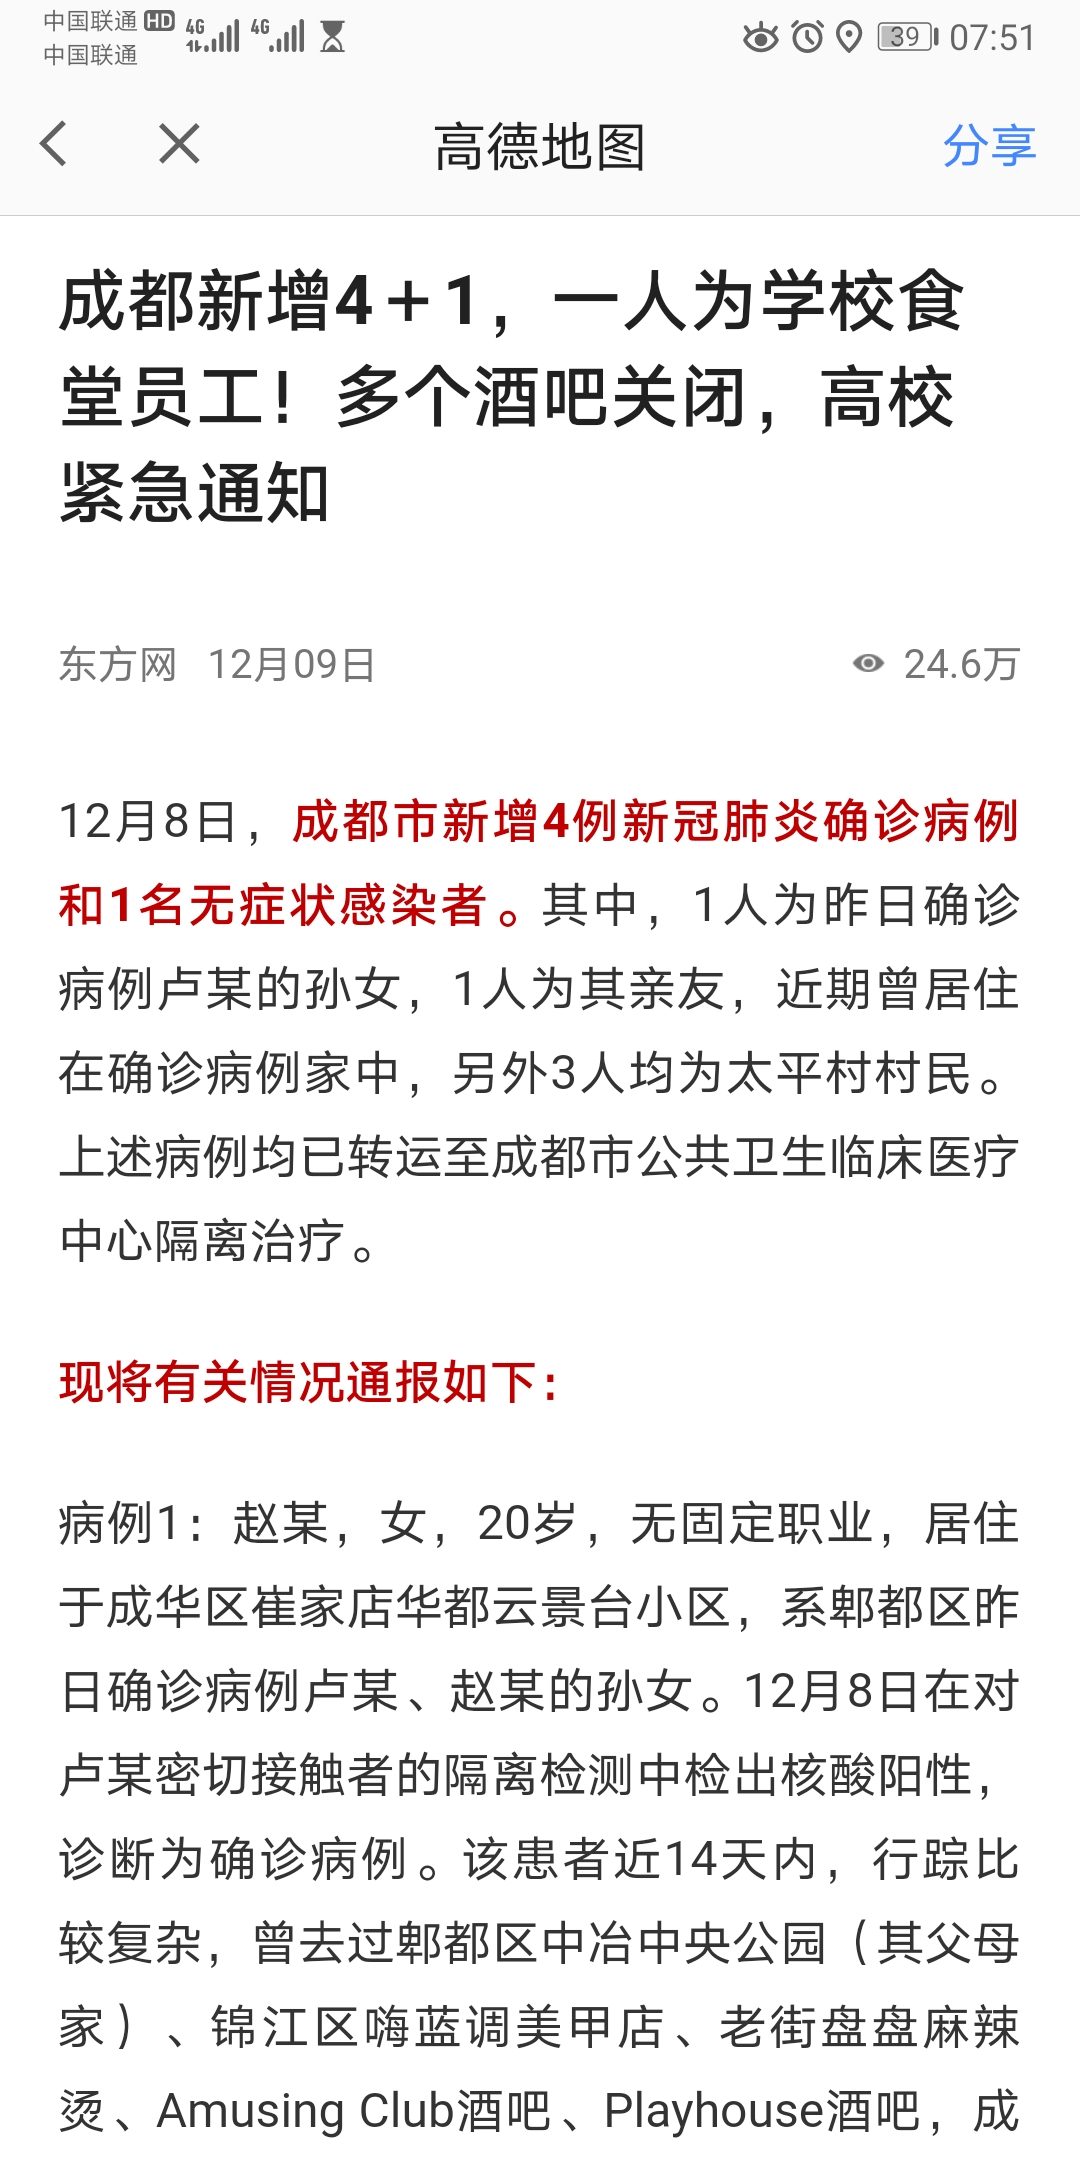 中国联通 HD 4G 4G 39 07:51
中国联通
高德地图 分享
成都新增4+1，一人为学校食
堂员工！多个酒吧关闭，高校
紧急通知
东方网 12月09日 24.6万
12月8日，成都市新增4例新冠肺炎确诊病例
和1名无症状感染者。其中，1人为昨日确诊
病例卢某的孙女，1人为其亲友，近期曾居住
在确诊病例家中，另外3人均为太平村村民。
上述病例均已转运至成都市公共卫生临床医疗
中心隔离治疗。
现将有关情况通报如下：
病例1：赵某，女，20岁，无固定职业，居住
于成华区崔家店华都云景台小区，系郫都区昨
日确诊病例卢某、赵某的孙女。12月8日在对
卢某密切接触者的隔离检测中检出核酸阳性，
诊断为确诊病例。该患者近14天内，行踪比
较复杂，曾去过郫都区中冶中央公园（其父母
家）、锦江区嗨蓝调美甲店、老街盘盘麻辣
烫、Amusing Club酒吧、Playhouse酒吧，成